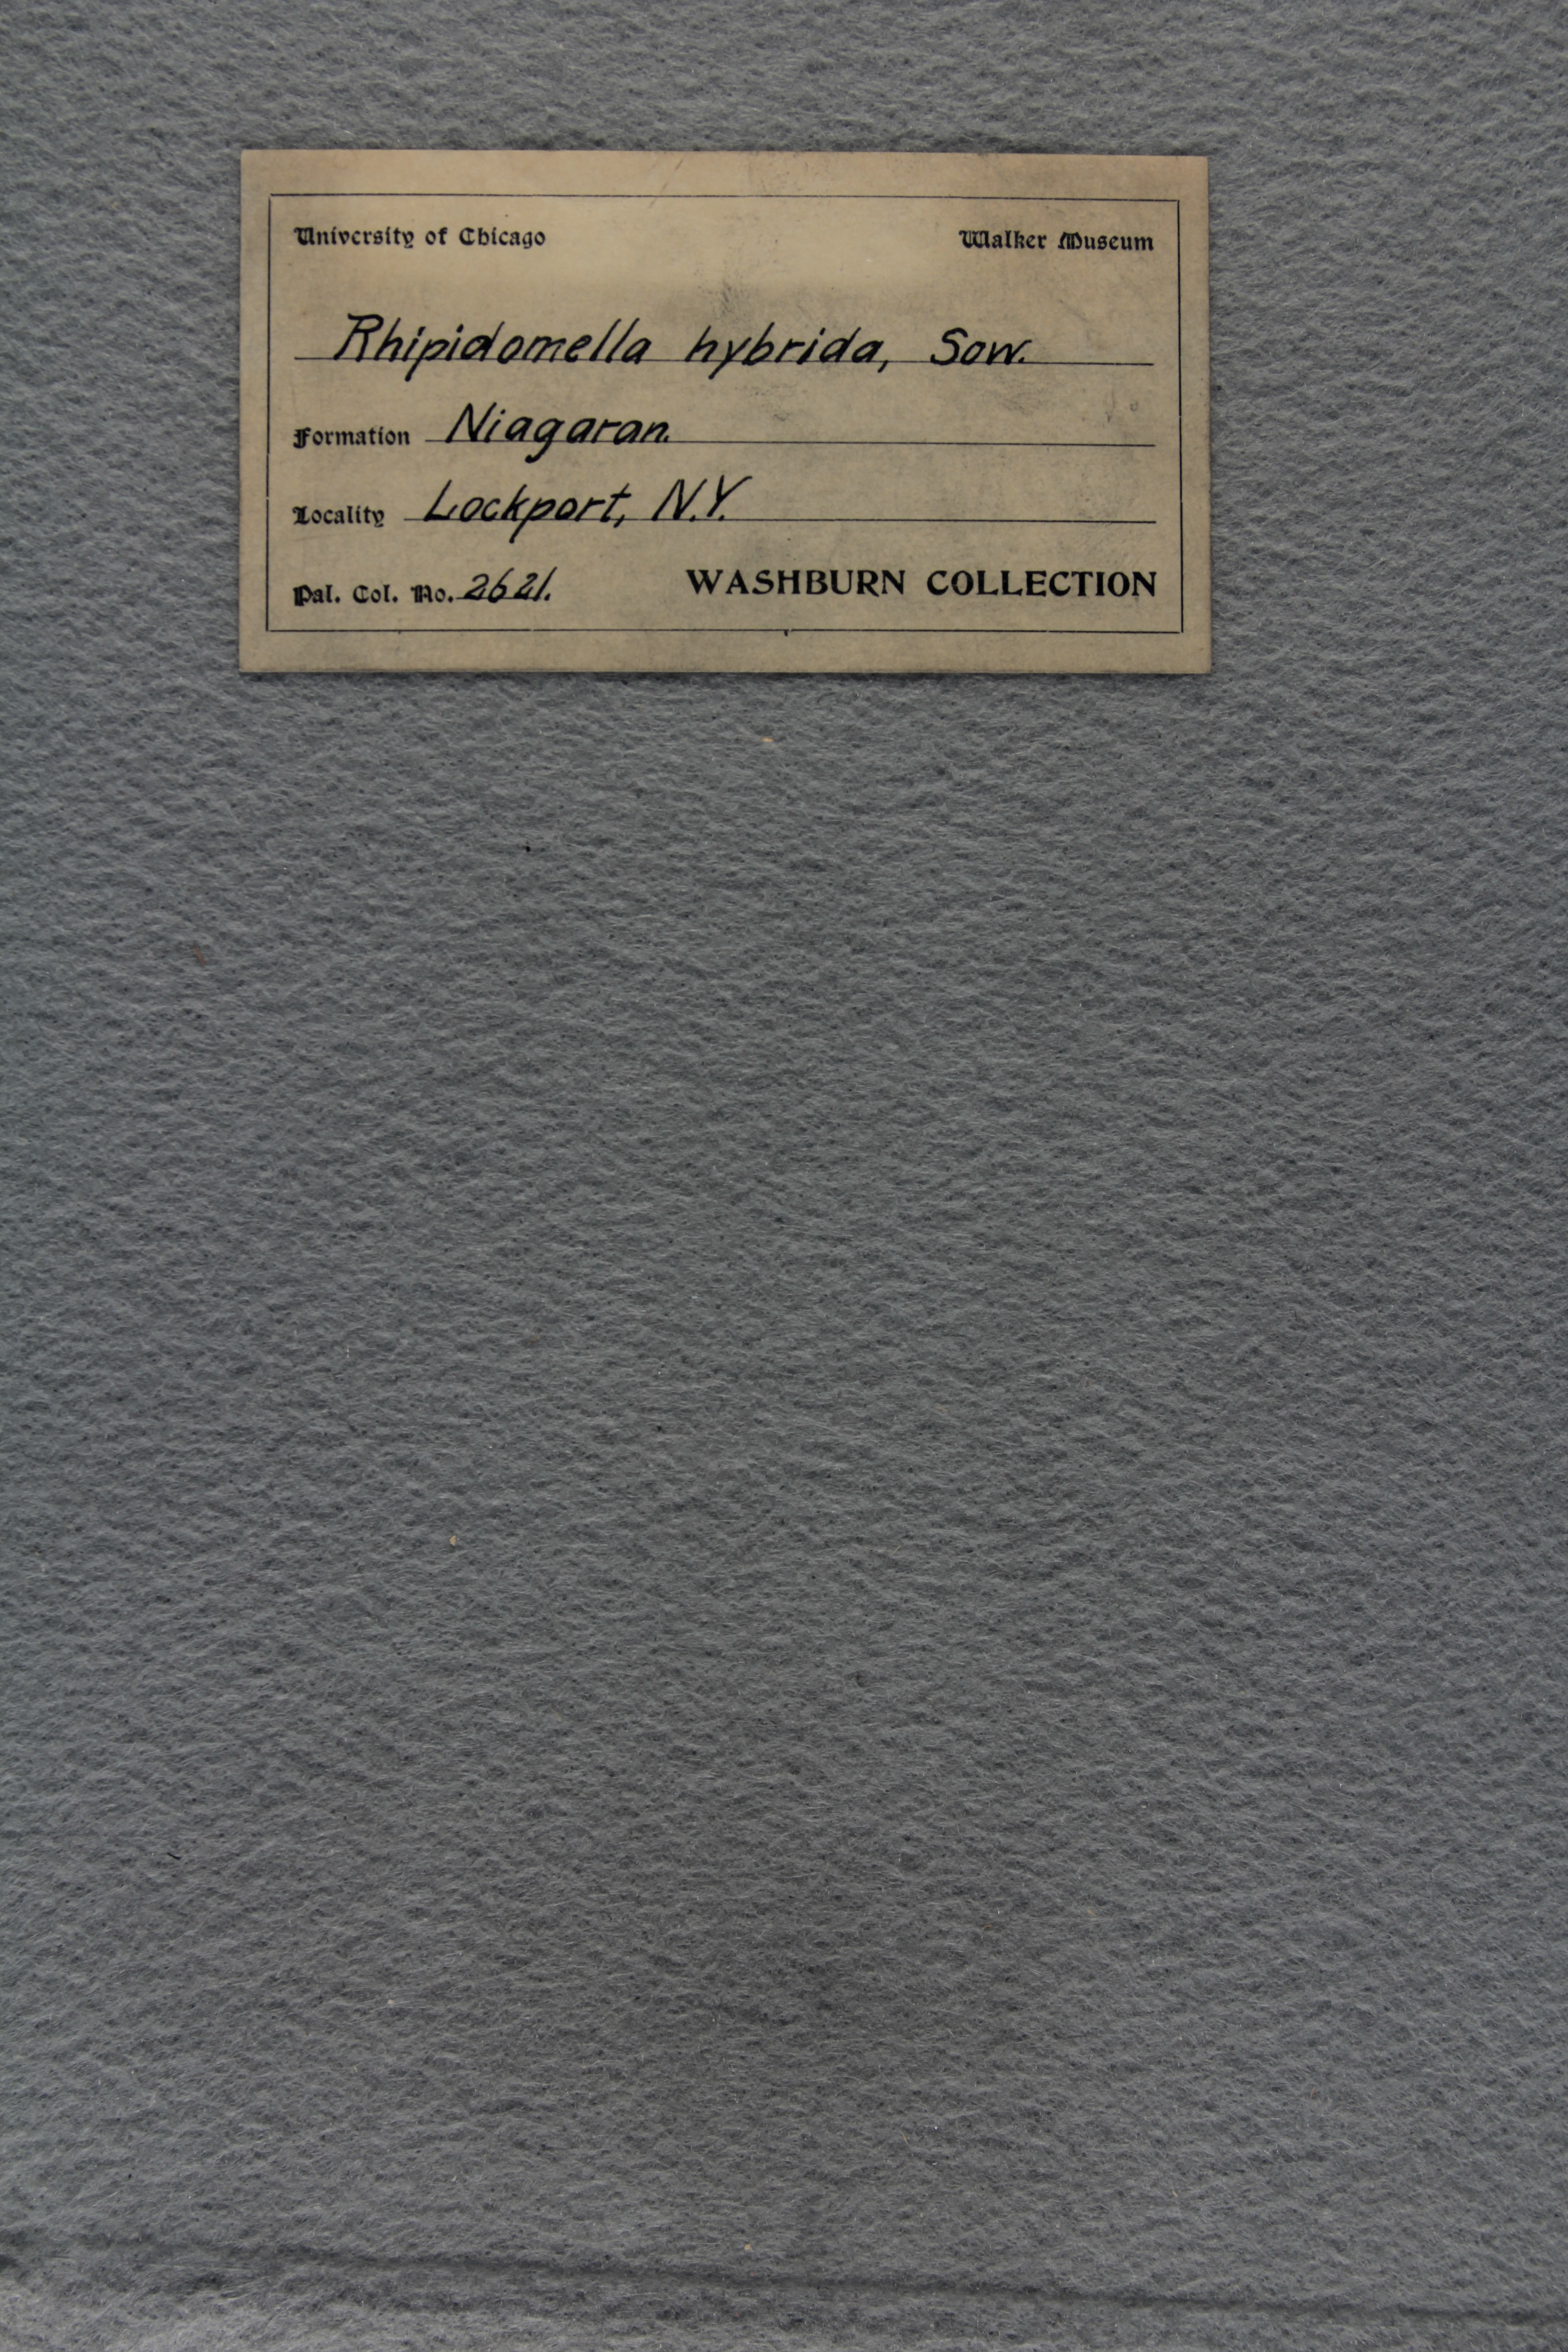 University of Chicago Walker Museum
Rhipidomella hybrida, Sow.
Formation Niagaran.
Locality Lockport, N.Y.
Pal. Col. No. 2621. WASHBURN COLLECTION